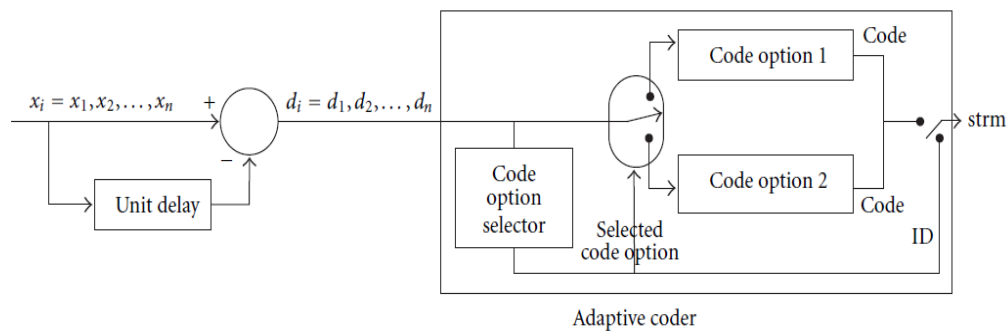 Code
Code option 1
x_i = x_1, x_2, ..., x_n
+
d_i = d_1, d_2, ..., d_n
strm
−
Code
option
selector
Code option 2
Unit delay
Code
Selected
code option
ID
Adaptive coder